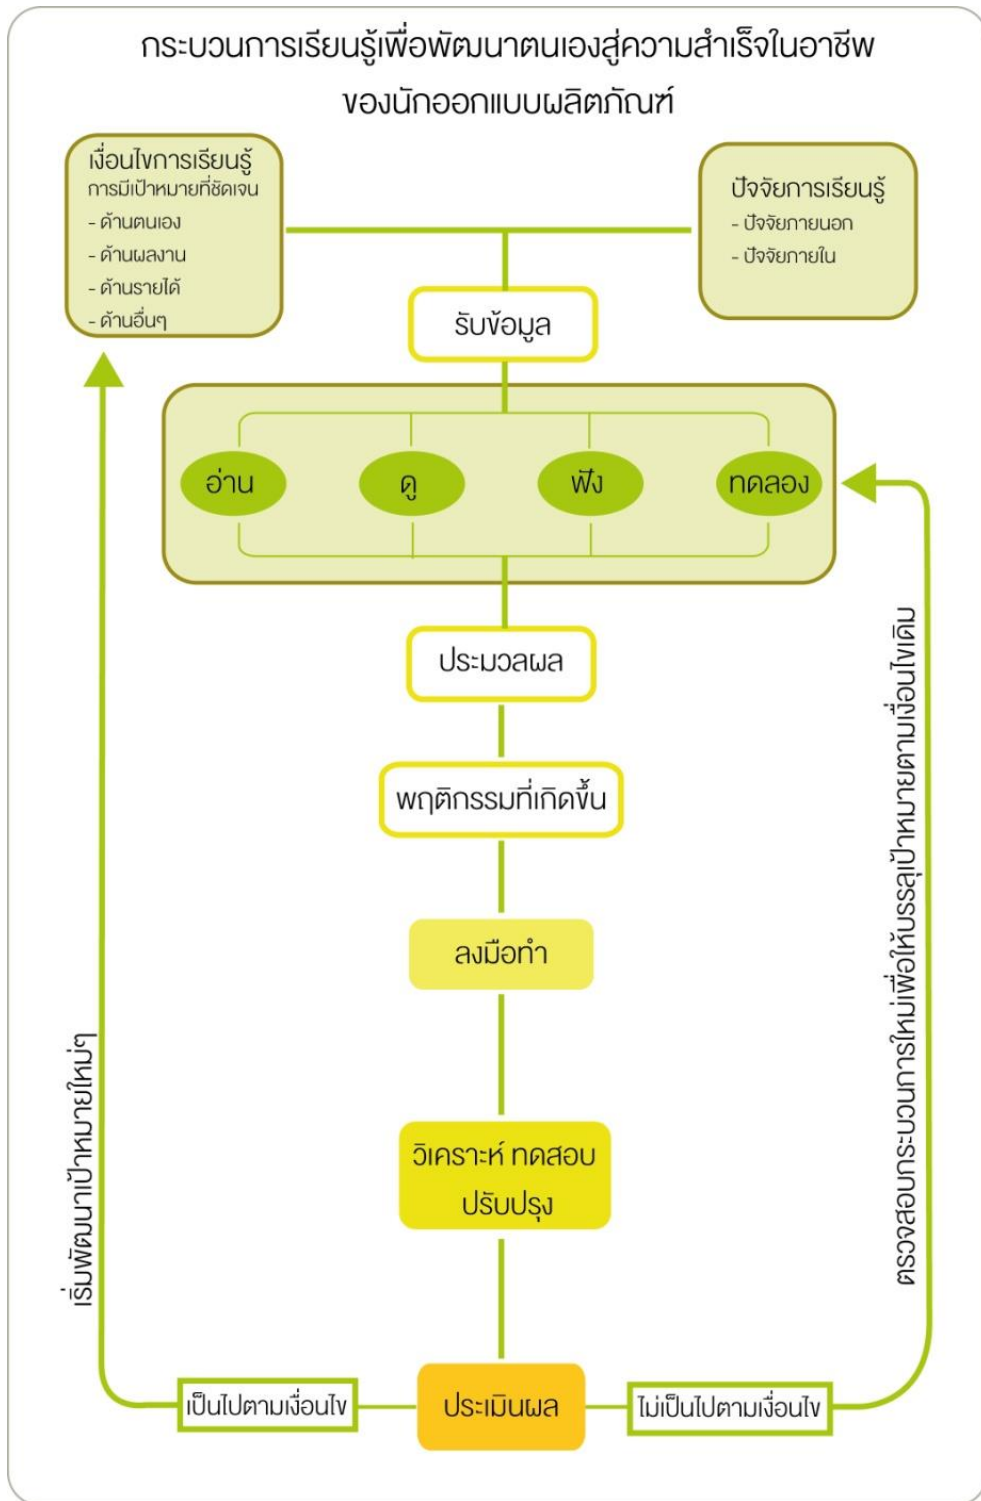 กระบวนการเรียนรู้เพื่อพัฒนาตนเองสู่ความสำเร็จในอาชีพ
ของนักออกแบบผลิตภัณฑ์
เงื่อนไขการเรียนรู้
การมีเป้าหมายที่ชัดเจน
- ด้านตนเอง
- ด้านผลงาน
- ด้านรายได้
- ด้านอื่นๆ
ปัจจัยการเรียนรู้
- ปัจจัยภายนอก
- ปัจจัยภายใน
รับข้อมูล
อ่าน
ดู
ฟัง
ทดลอง
ประมวลผล
พฤติกรรมที่เกิดขึ้น
ลงมือทำ
วิเคราะห์ ทดสอบ
ปรับปรุง
ประเมินผล
เป็นไปตามเงื่อนไข
ไม่เป็นไปตามเงื่อนไข
เริ่มพัฒนาเป้าหมายใหม่ๆ
ตรวจสอบกระบวนการใหม่เพื่อให้บรรลุเป้าหมายตามเงื่อนไขเดิม